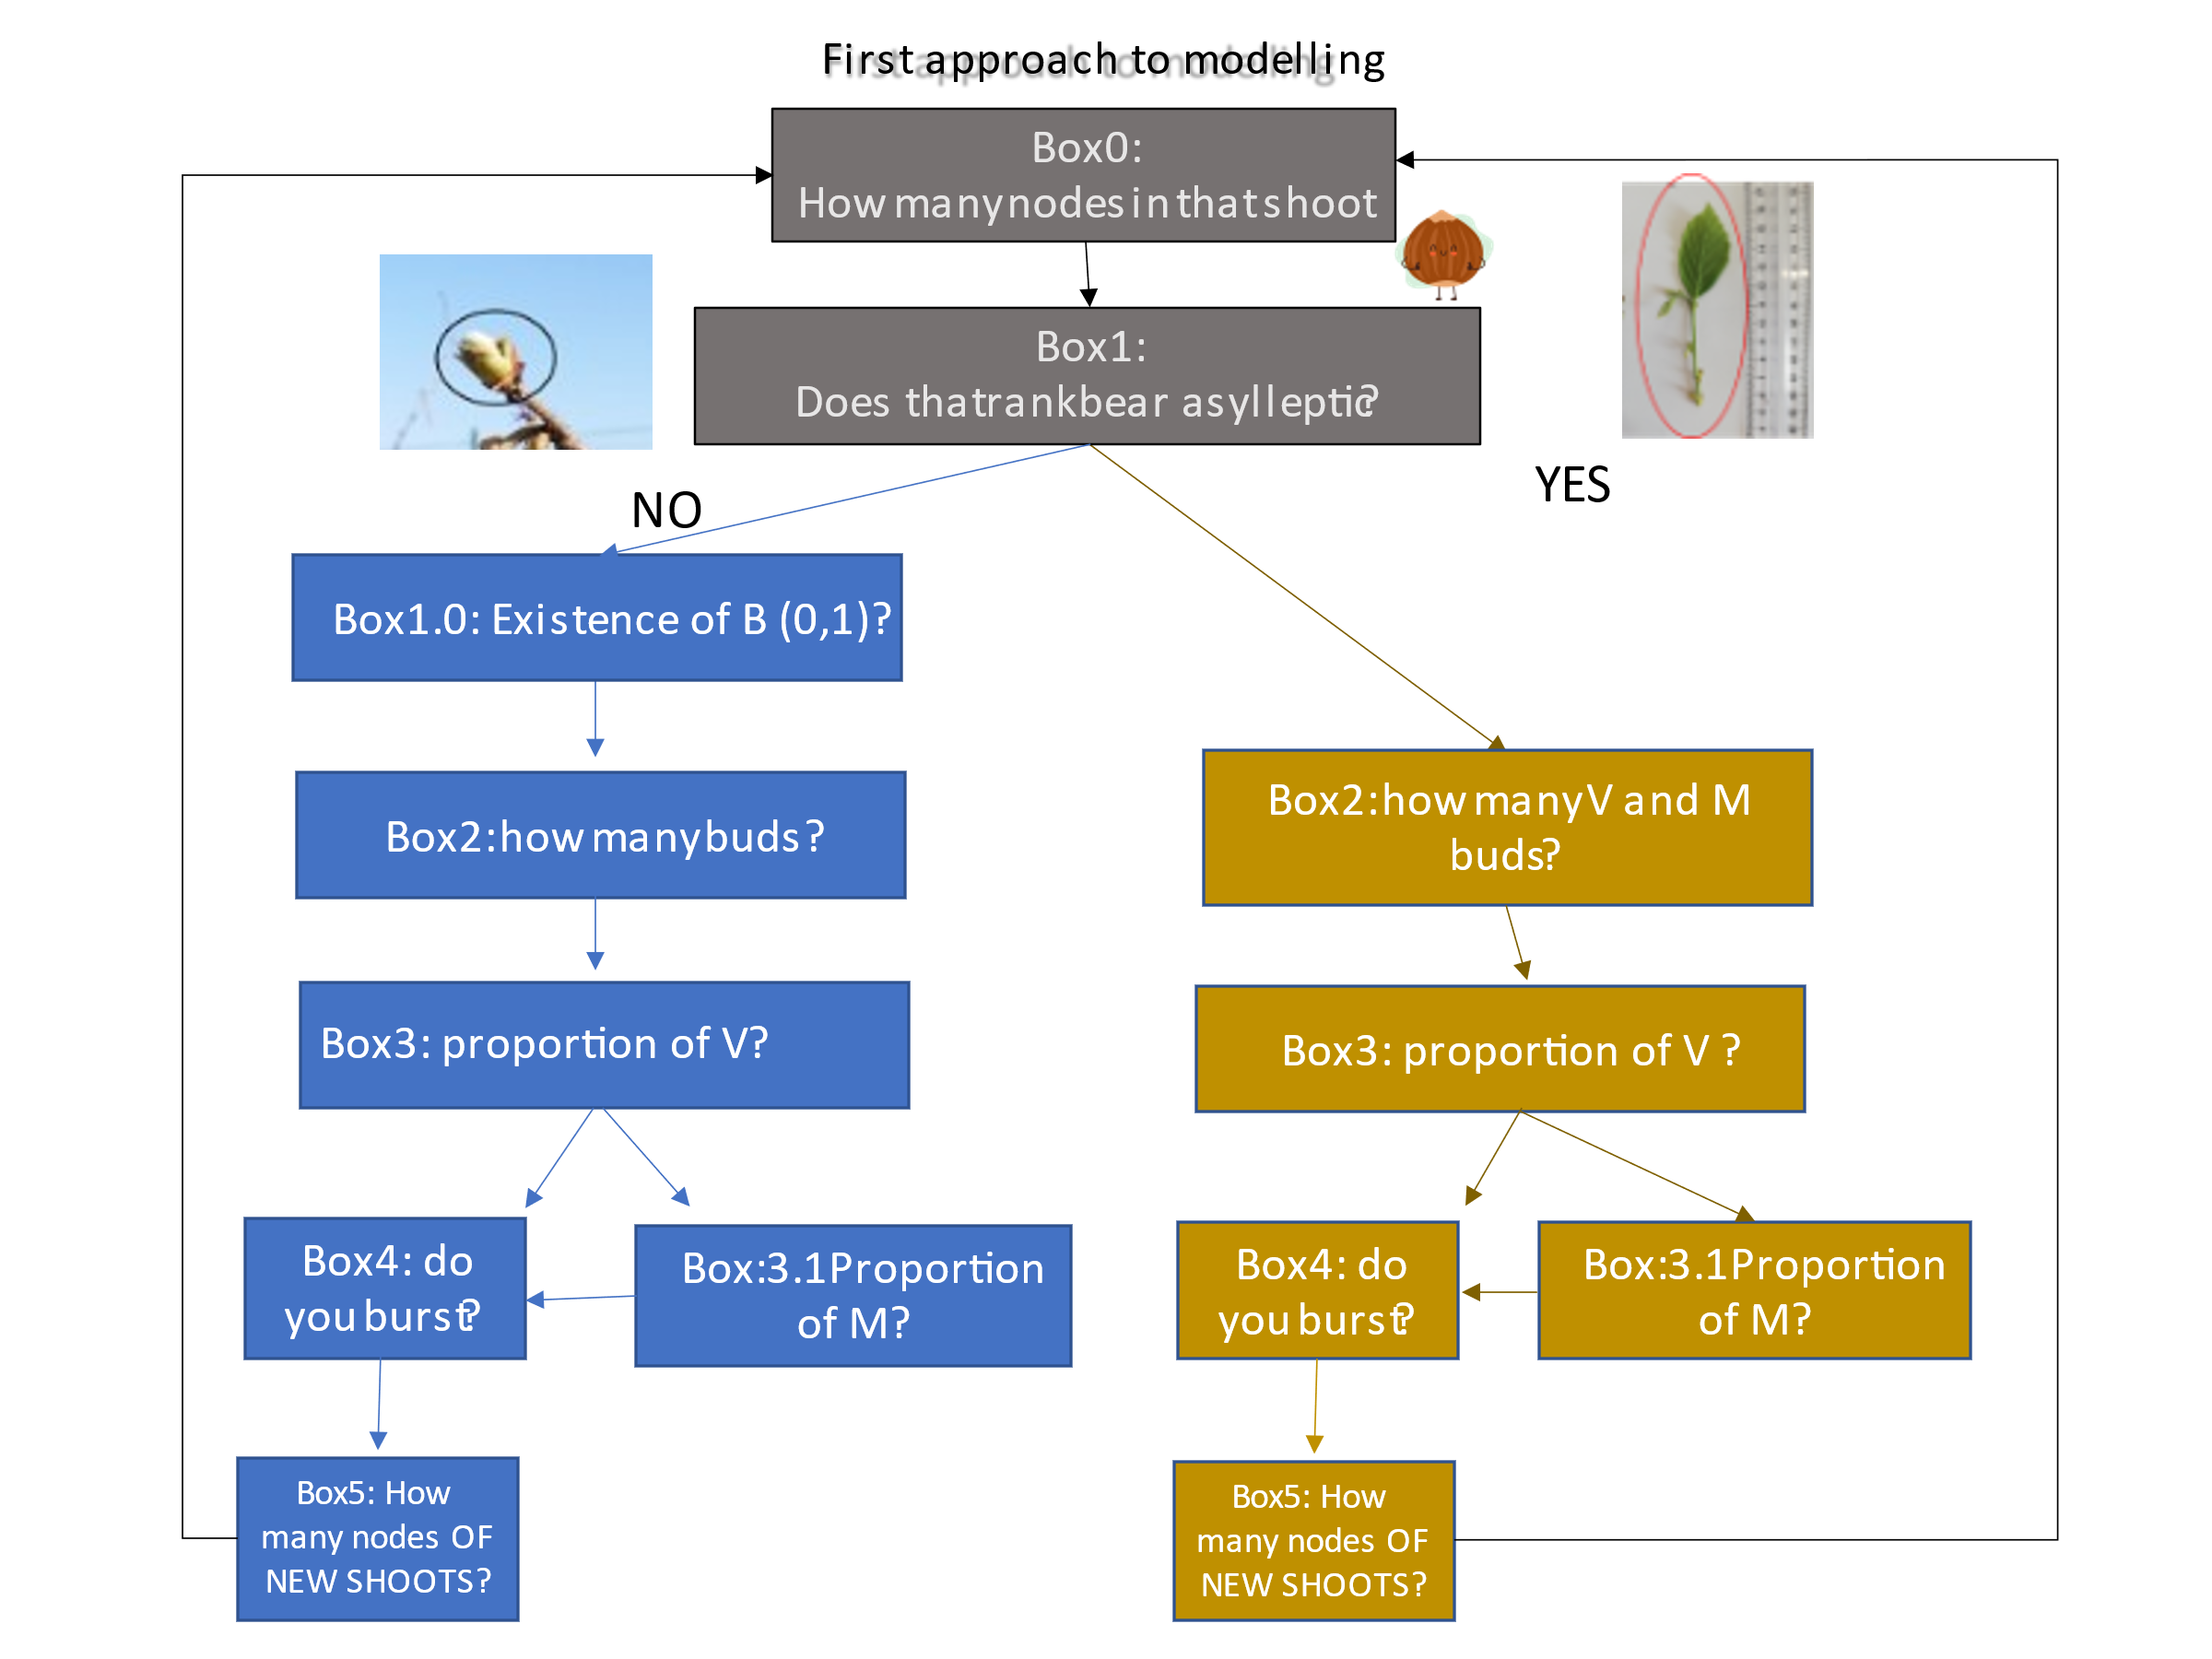 First approach to modelling
Box0:
How many nodes in that shoot
Box1:
Does that rank bear a sylleptic?
NO
YES
Box1.0: Existence of B (0,1)?
Box2:how many buds?
Box2:how many V and M
buds?
Box3: proportion of V?
Box3: proportion of V ?
Box4: do
you burst?
Box:3.1Proportion
of M?
Box4: do
you burst?
Box:3.1Proportion
of M?
Box5: How
many nodes OF
NEW SHOOTS?
Box5: How
many nodes OF
NEW SHOOTS?